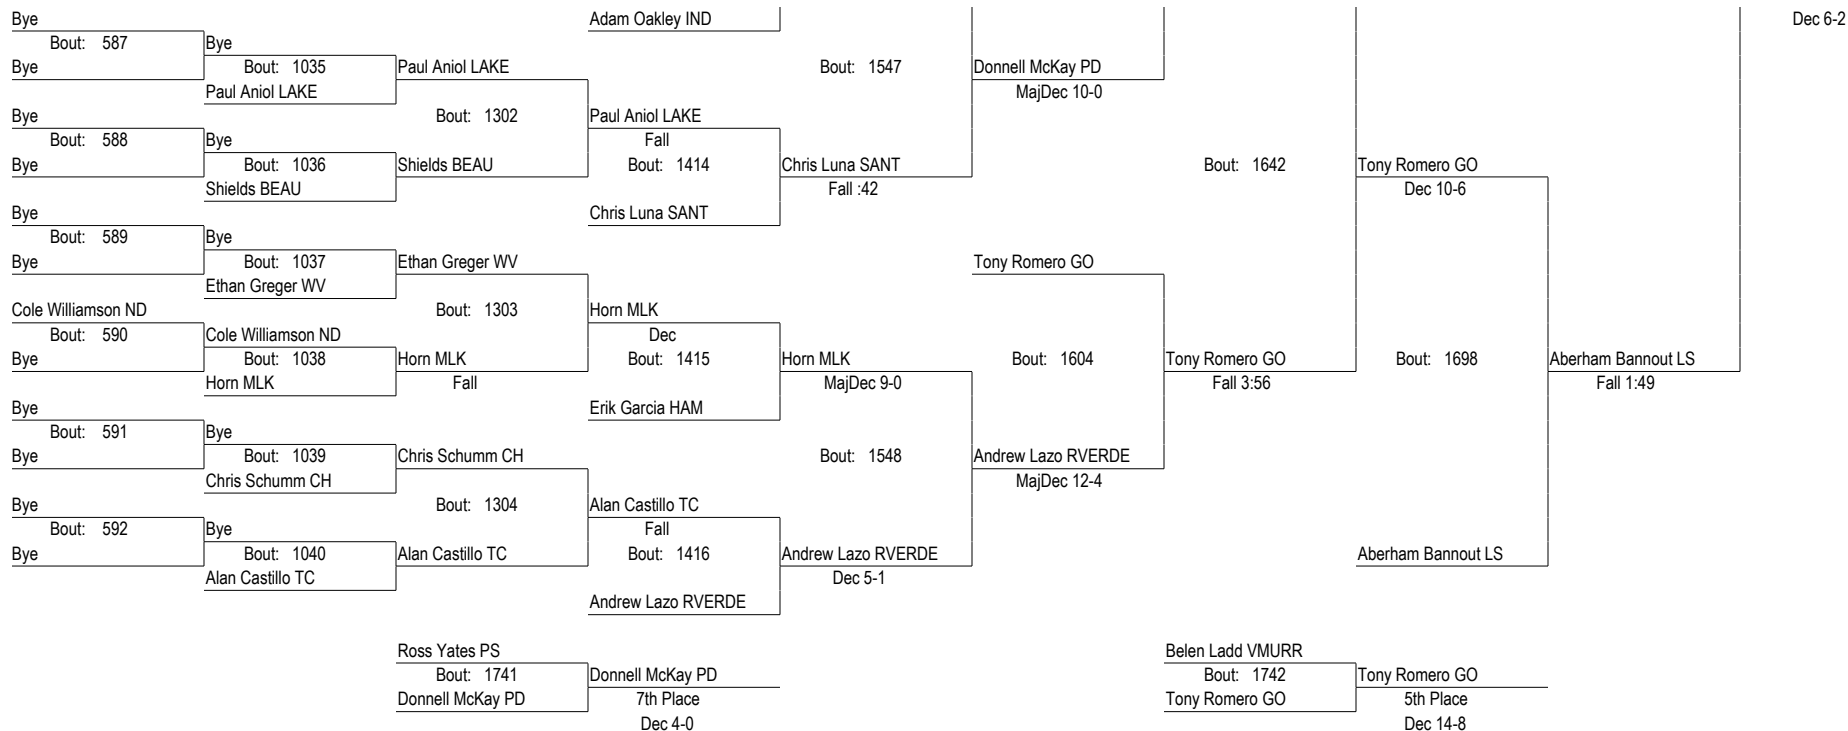 Bye
Adam Oakley IND
Dec 6-2
Bout: 587
Bye
Bye
Bout: 1035
Paul Aniol LAKE
Bout: 1547
Donnell McKay PD
Paul Aniol LAKE
MajDec 10-0
Bye
Bout: 1302
Paul Aniol LAKE
Bout: 588
Bye
Fall
Bye
Bout: 1036
Shields BEAU
Bout: 1414
Chris Luna SANT
Bout: 1642
Tony Romero GO
Shields BEAU
Fall :42
Dec 10-6
Bye
Chris Luna SANT
Bout: 589
Bye
Bye
Bout: 1037
Ethan Greger WV
Tony Romero GO
Ethan Greger WV
Cole Williamson ND
Bout: 1303
Horn MLK
Bout: 590
Cole Williamson ND
Dec
Bye
Bout: 1038
Horn MLK
Bout: 1415
Horn MLK
Bout: 1604
Tony Romero GO
Bout: 1698
Aberham Bannout LS
Horn MLK
Fall
MajDec 9-0
Fall 3:56
Fall 1:49
Bye
Erik Garcia HAM
Bout: 591
Bye
Bye
Bout: 1039
Chris Schumm CH
Bout: 1548
Andrew Lazo RVERDE
Chris Schumm CH
MajDec 12-4
Bye
Bout: 1304
Alan Castillo TC
Bout: 592
Bye
Fall
Bye
Bout: 1040
Alan Castillo TC
Bout: 1416
Andrew Lazo RVERDE
Aberham Bannout LS
Alan Castillo TC
Dec 5-1
Andrew Lazo RVERDE
Ross Yates PS
Belen Ladd VMURR
Bout: 1741
Donnell McKay PD
Bout: 1742
Tony Romero GO
Donnell McKay PD
7th Place
Tony Romero GO
5th Place
Dec 4-0
Dec 14-8